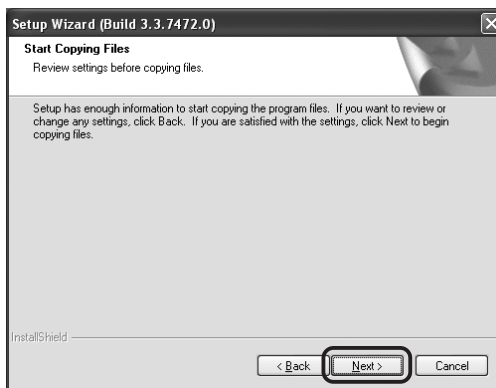 Setup Wizard (Build 3.3.7472.0)
Start Copying Files
Review settings before copying files.
Setup has enough information to start copying the program files. If you want to review or
change any settings, click Back. If you are satisfied with the settings, click Next to begin
copying files.
InstallShield
< Back Next > Cancel